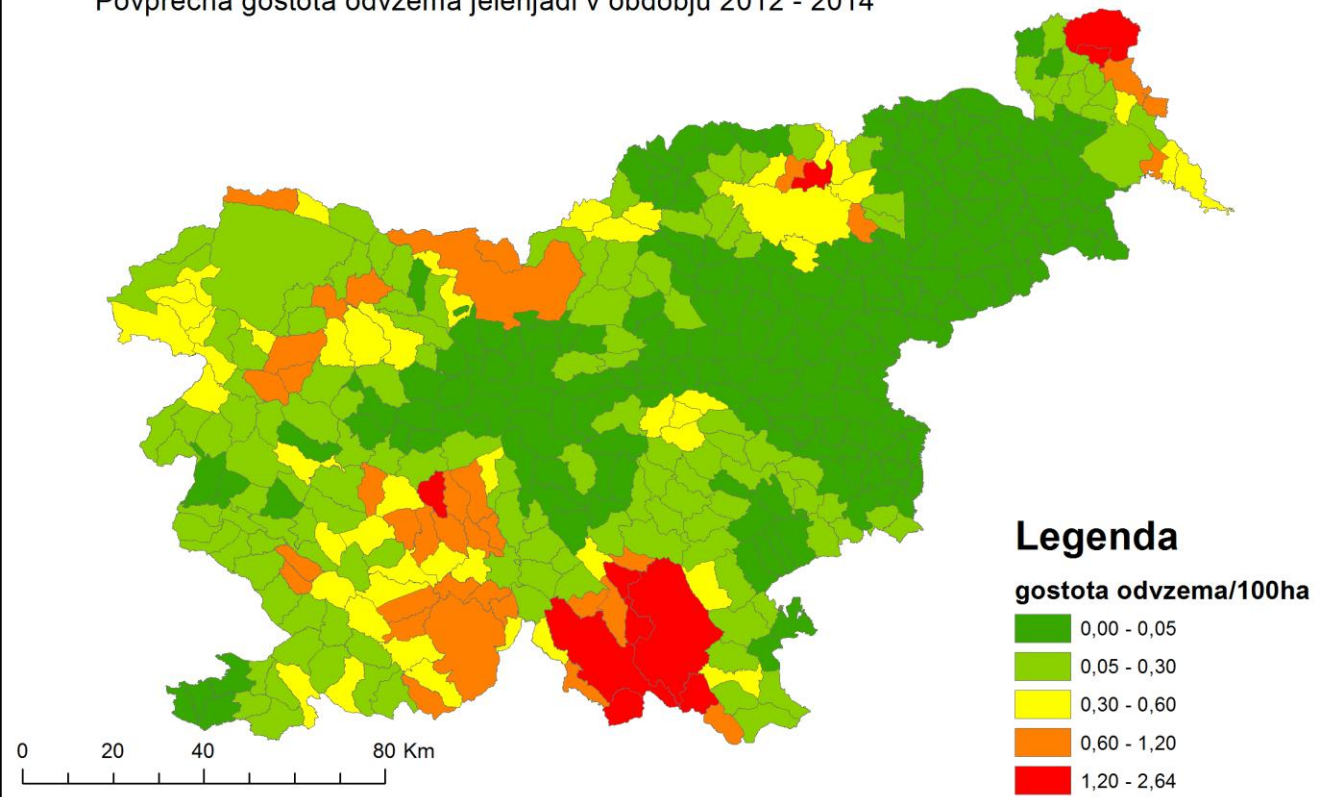 Povprečna gostota odvzema jelenjadi v obdobju 2012 - 2014
Legenda
gostota odvzema/100ha
0,00 - 0,05
0,05 - 0,30
0,30 - 0,60
0,60 - 1,20
1,20 - 2,64
0 20 40 80 Km